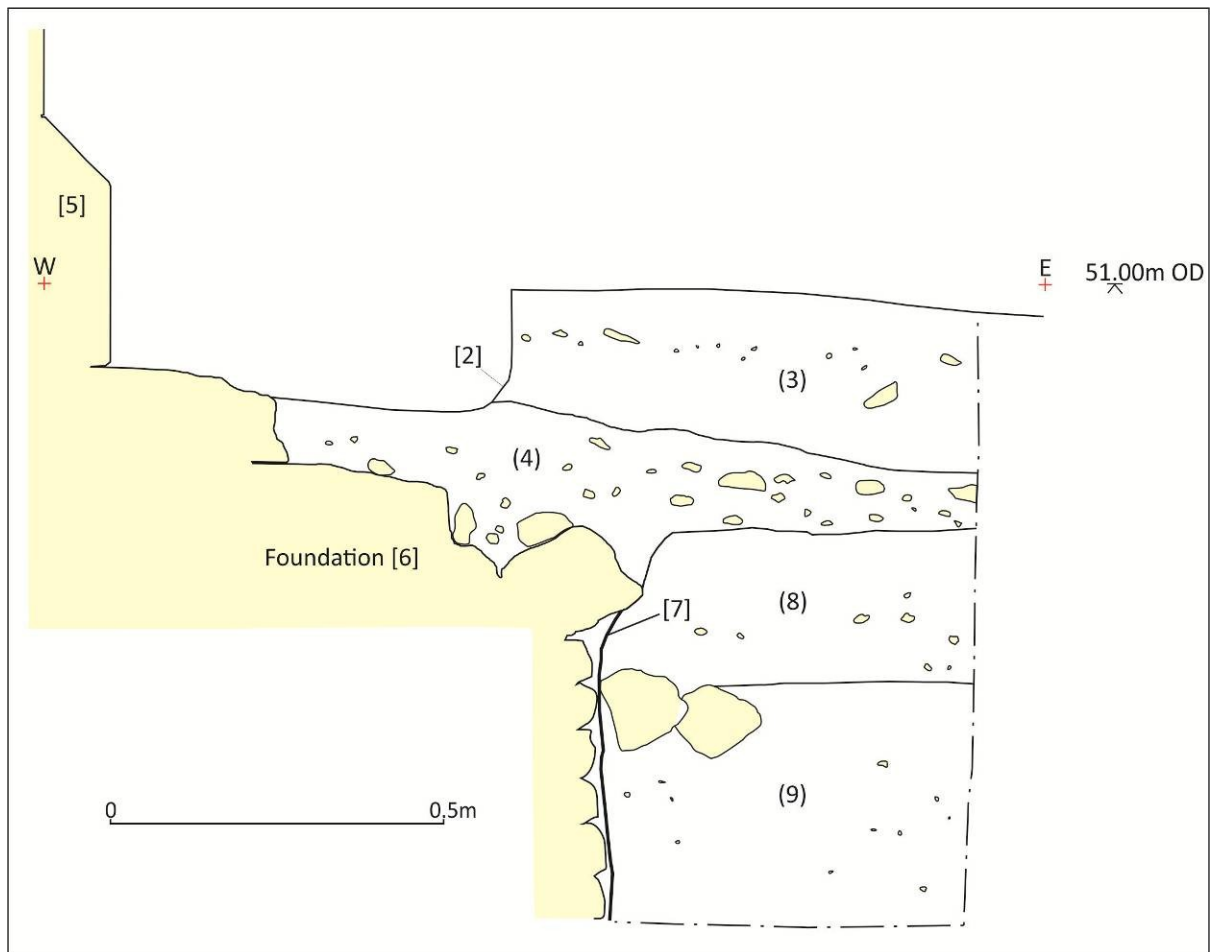 [5]
W
E
51.00m OD
[2]
(3)
(4)
Foundation [6]
(8)
[7]
(9)
0
0.5m